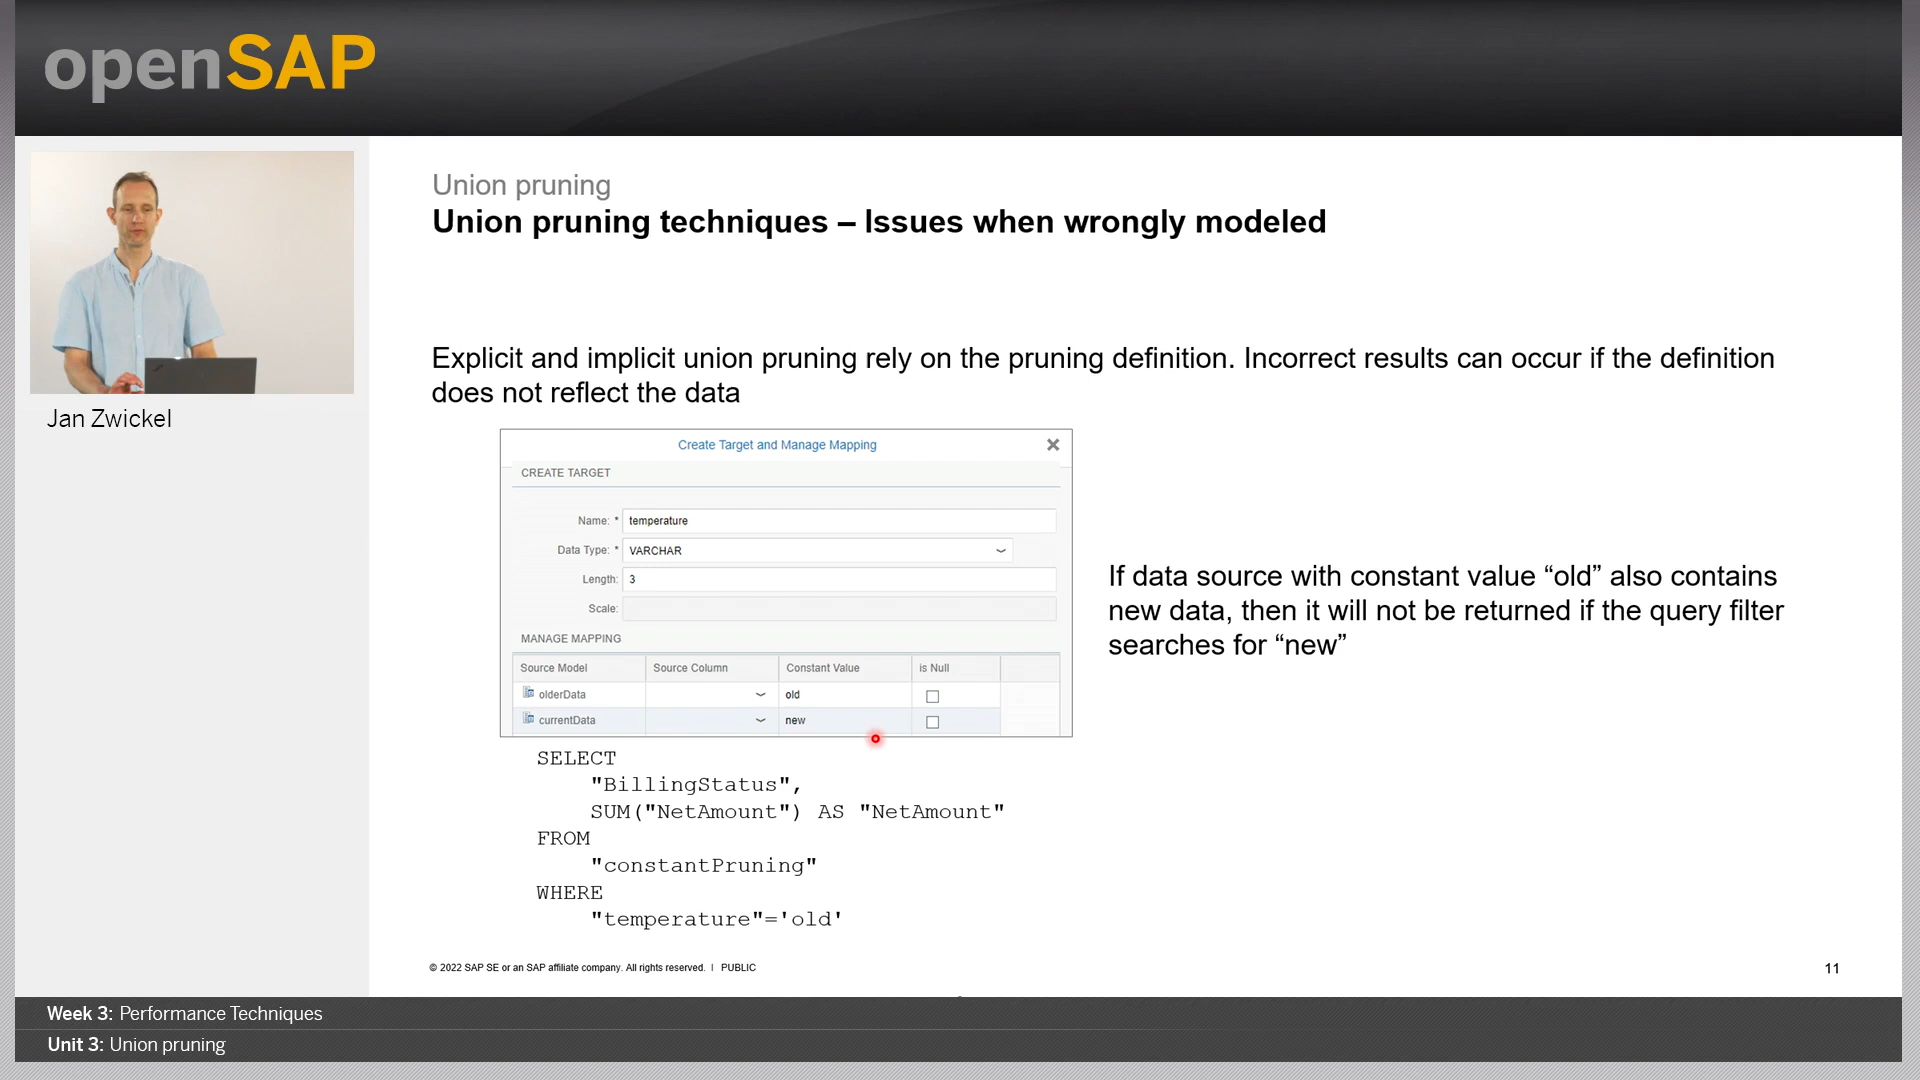 openSAP
Jan Zwickel
Union pruning
Union pruning techniques – Issues when wrongly modeled
Explicit and implicit union pruning rely on the pruning definition. Incorrect results can occur if the definition
does not reflect the data
Create Target and Manage Mapping
CREATE TARGET
Name: * temperature
Data Type: * VARCHAR
Length: 3
Scale:
MANAGE MAPPING
Source Model Source Column Constant Value is Null
olderData old
currentData new
If data source with constant value “old” also contains
new data, then it will not be returned if the query filter
searches for “new”
SELECT
"BillingStatus",
SUM("NetAmount") AS "NetAmount"
FROM
"constantPruning"
WHERE
"temperature"='old'
© 2022 SAP SE or an SAP affiliate company. All rights reserved. | PUBLIC
11
Week 3: Performance Techniques
Unit 3: Union pruning